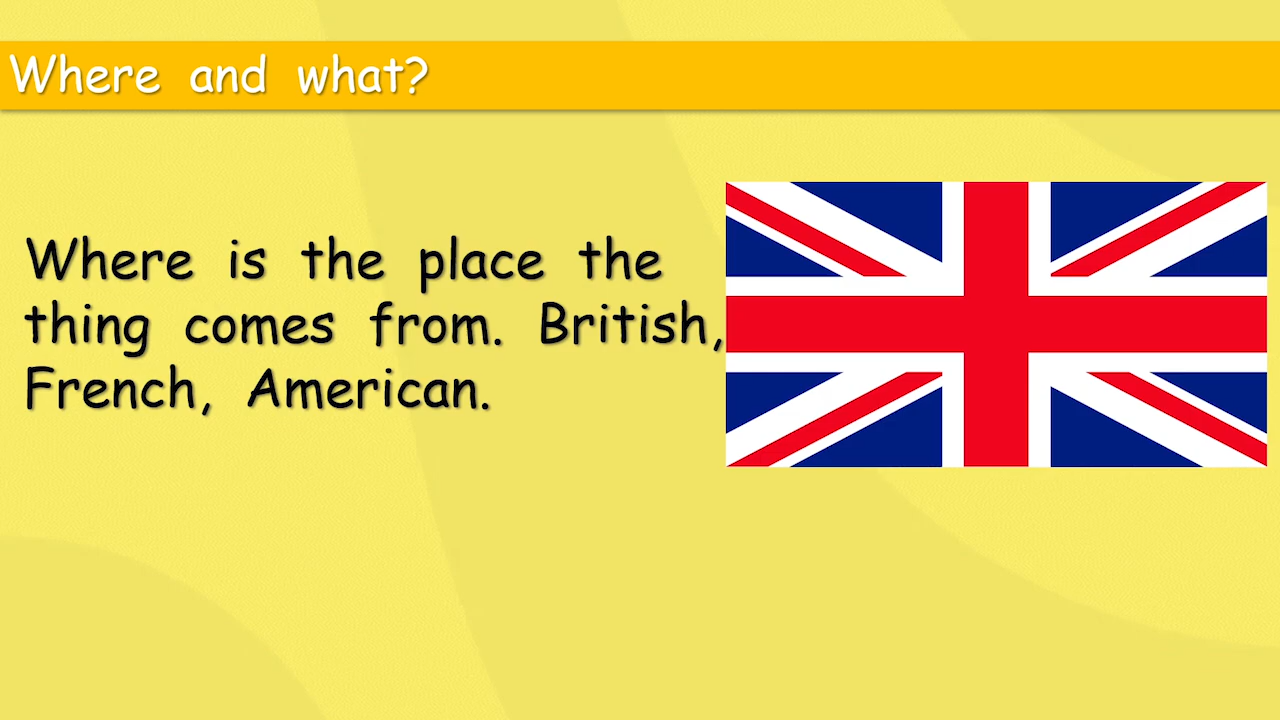 Where and what?
Where is the place the
thing comes from. British,
French, American.